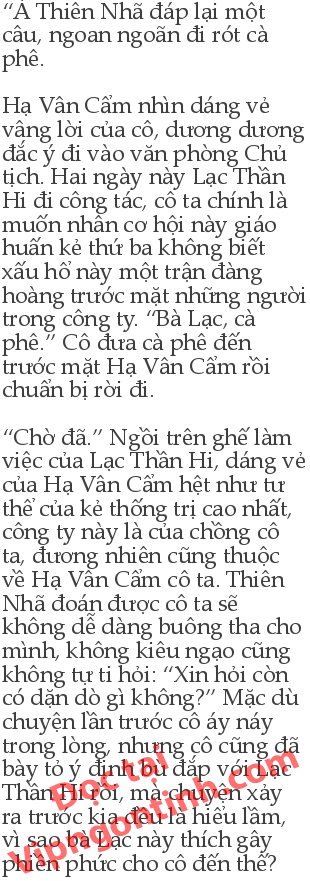 “À Thiên Nhã đáp lại một
câu, ngoan ngoãn đi rót cà
phê.
Hạ Vân Cẩm nhìn dáng vẻ
vâng lời của cô, dương dương
đắc ý đi vào văn phòng Chủ
tịch. Hai ngày này Lạc Thần
Hi đi công tác, cô ta chính là
muốn nhân cơ hội này giáo
huấn kẻ thứ ba không biết
xấu hổ này một trận đàng
hoàng trước mặt những người
trong công ty. “Bà Lạc, cà
phê.” Cô đưa cà phê đến
trước mặt Hạ Vân Cẩm rồi
chuẩn bị rời đi.
“Chờ đã.” Ngồi trên ghế làm
việc của Lạc Thần Hi, dáng vẻ
của Hạ Vân Cẩm hệt như tư
thể của kẻ thống trị cao nhất,
công ty này là của chồng cô
ta, đương nhiên cũng thuộc
về Hạ Vân Cẩm cô ta. Thiên
Nhã đoán được cô ta sẽ
không dễ dàng buông tha cho
mình, không kiêu ngạo cũng
không tự ti hỏi: “Xin hỏi còn
có dặn dò gì không?” Mặc dù
chuyện lần trước cô áy náy
trong lòng, nhưng cô cũng đã
bày tỏ ý định bù đắp với Lạc
Thần Hi rồi, mà chuyện xảy
ra trước kia đều là hiểu lầm,
vì sao bà Lạc này thích gây
phiền phức cho cô đến thế?
Đọc tại
Vipngontinh.com